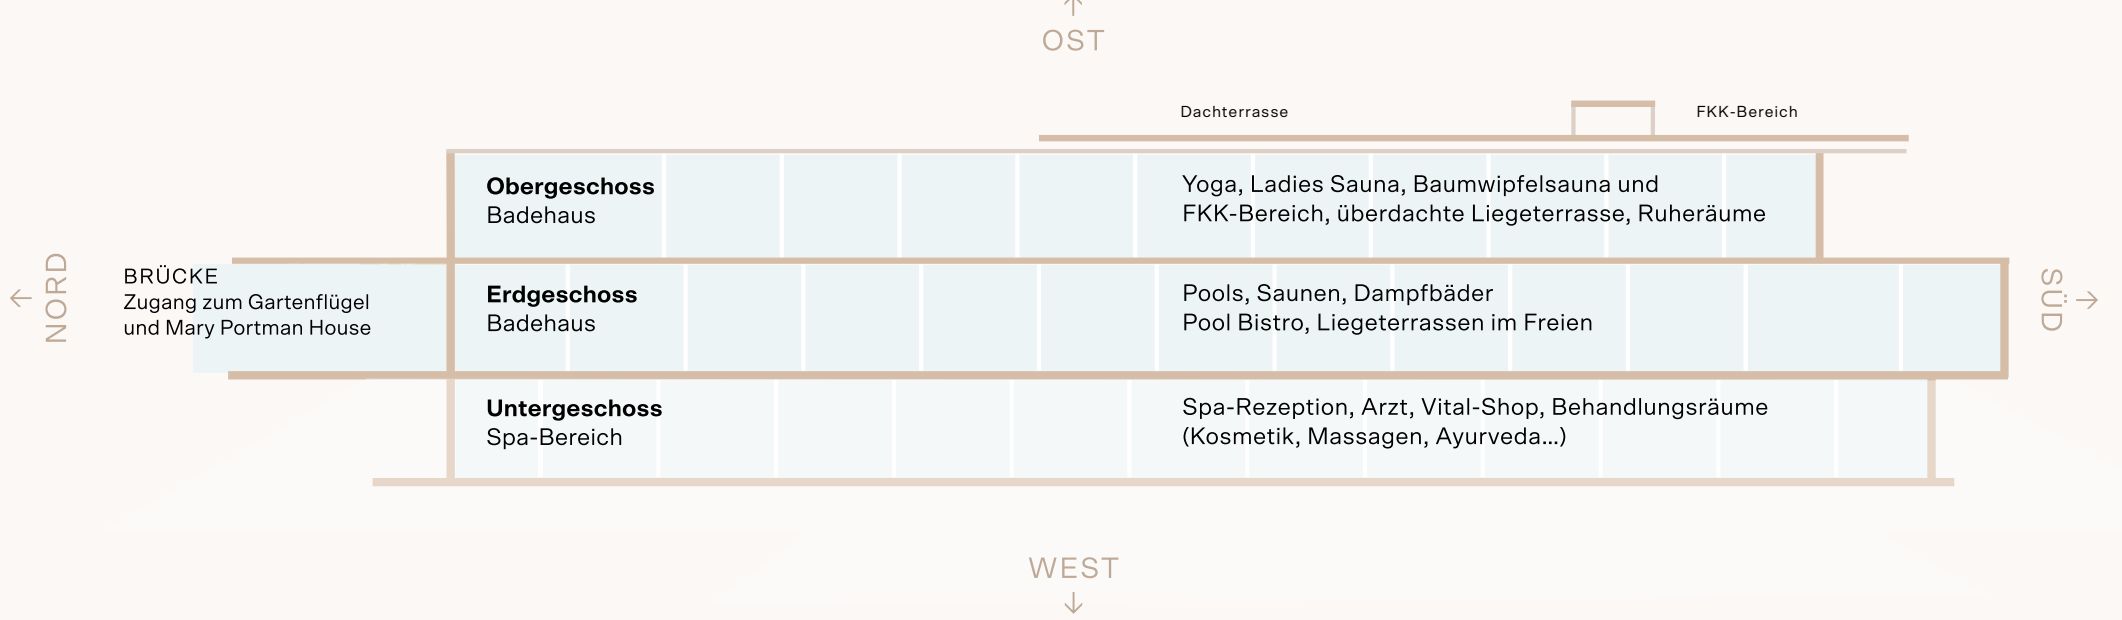 OST
Dachterrasse
FKK-Bereich
Obergeschoss
Badehaus
Yoga, Ladies Sauna, Baumwipfelsauna und
FKK-Bereich, überdachte Liegeterrasse, Ruheräume
NORD
BRÜCKE
Zugang zum Gartenflügel
und Mary Portman House
Erdgeschoss
Badehaus
Pools, Saunen, Dampfbäder
Pool Bistro, Liegeterrassen im Freien
SÜD
Untergeschoss
Spa-Bereich
Spa-Rezeption, Arzt, Vital-Shop, Behandlungsräume
(Kosmetik, Massagen, Ayurveda...)
WEST